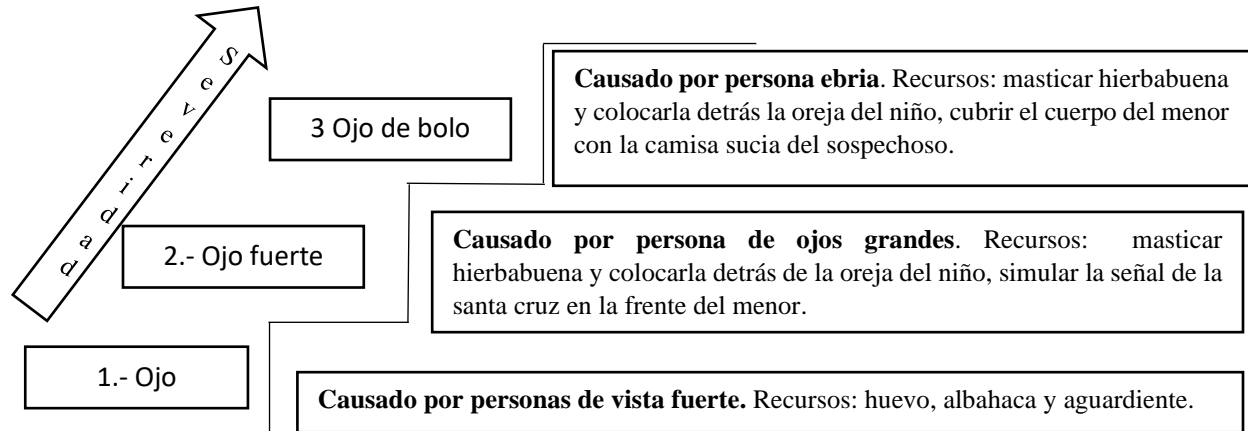 Severidad
3 Ojo de bolo
Causado por persona ebria. Recursos: masticar hierbabuena
y colocarla detrás la oreja del niño, cubrir el cuerpo del menor
con la camisa sucia del sospechoso.
2.- Ojo fuerte
Causado por persona de ojos grandes. Recursos: masticar
hierbabuena y colocarla detrás de la oreja del niño, simular la señal de la
santa cruz en la frente del menor.
1.- Ojo
Causado por personas de vista fuerte. Recursos: huevo, albahaca y aguardiente.